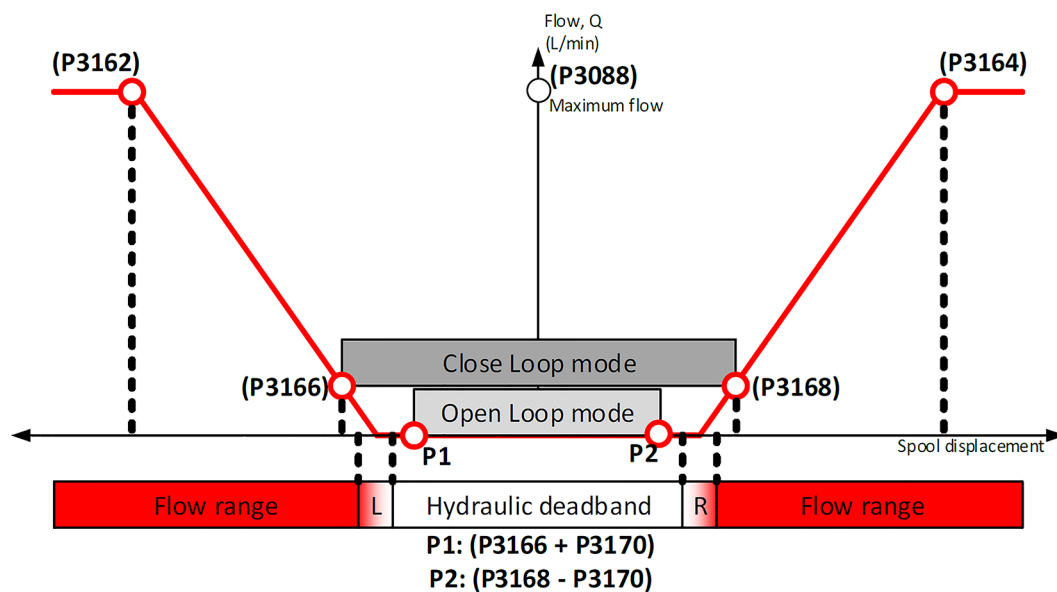 Flow, Q
(L/min)
(P3162)
(P3088)
(P3164)
Maximum flow
Close Loop mode
(P3166)
(P3168)
Open Loop mode
P1
P2
Spool displacement
Flow range
L
Hydraulic deadband
R
Flow range
P1: (P3166 + P3170)
P2: (P3168 - P3170)